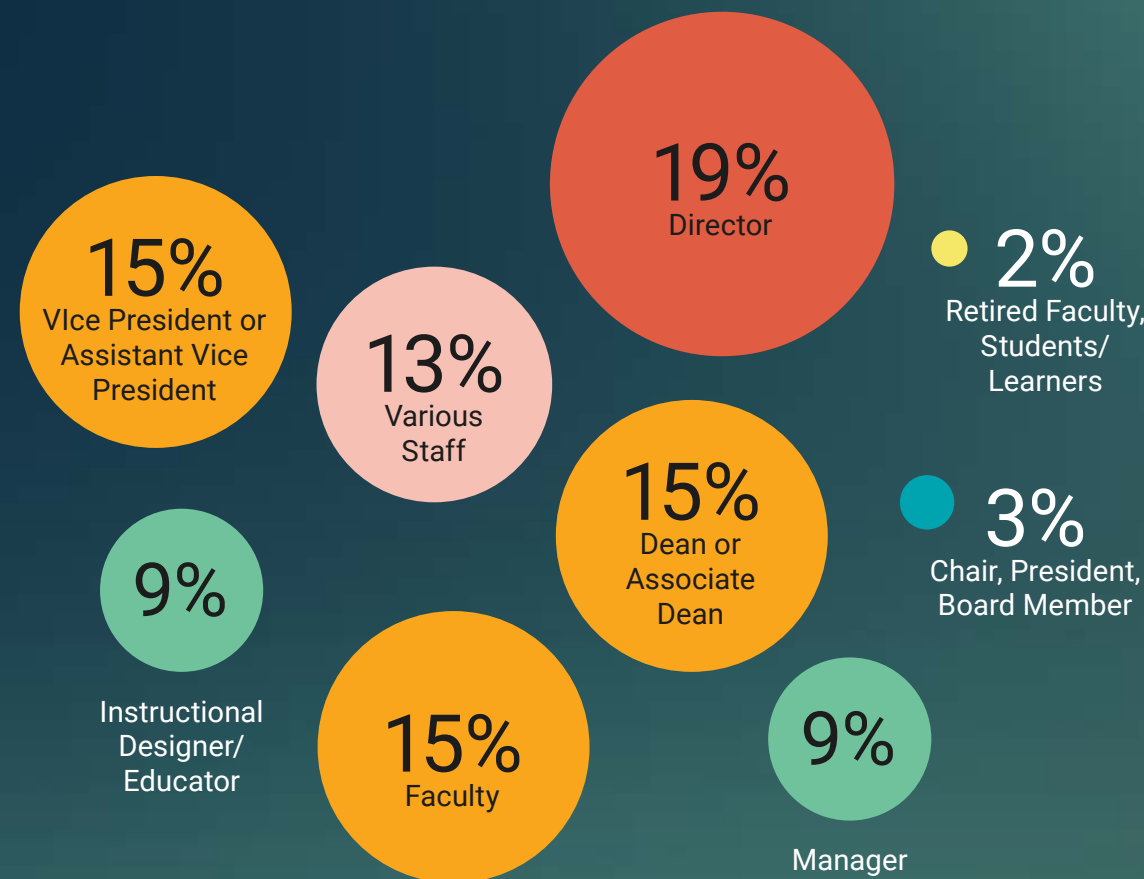 19%
Director
15%
VIce President or
Assistant Vice
President
2%
Retired Faculty,
Students/
Learners
13%
Various
Staff
15%
Dean or
Associate
Dean
3%
Chair, President,
Board Member
9%
Instructional
Designer/
Educator
15%
Faculty
9%
Manager